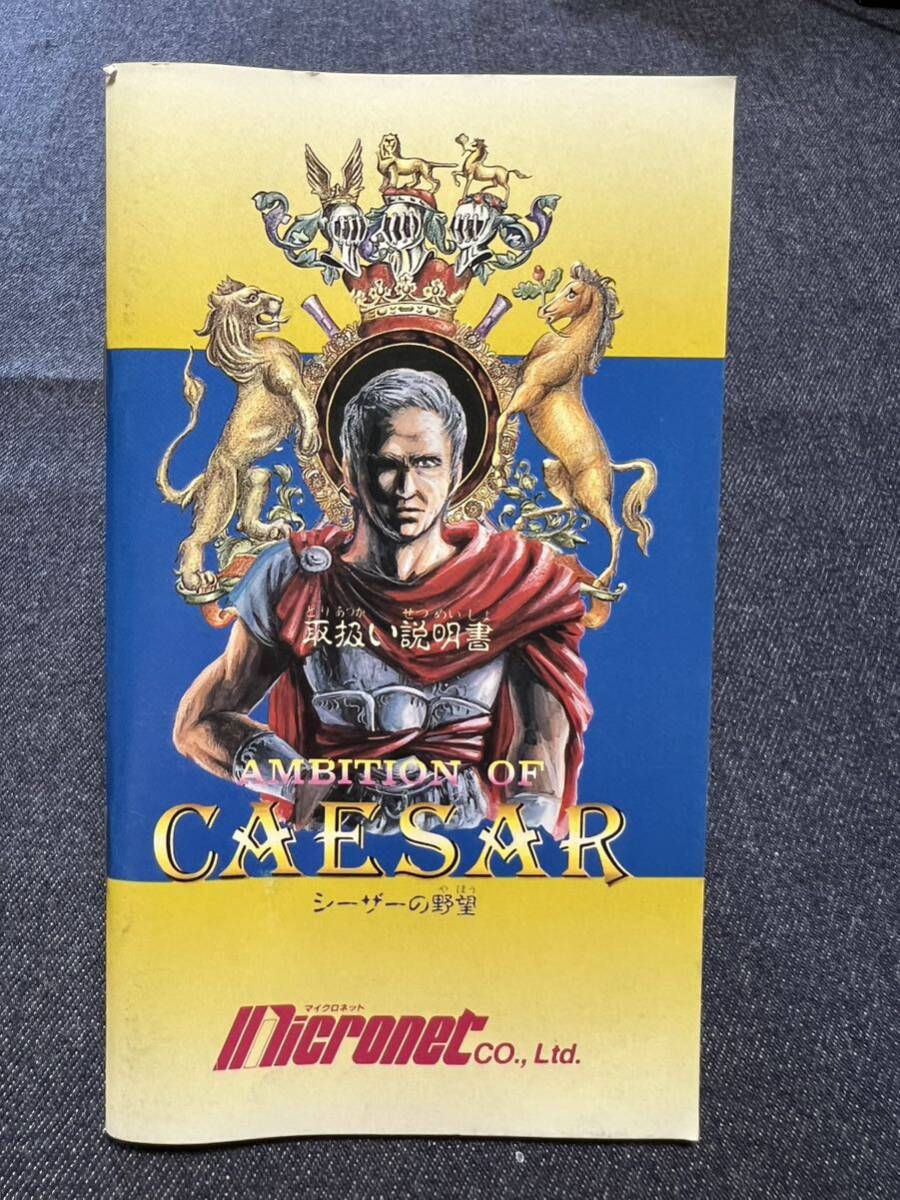 とりあつか せつめいしょ
取扱い説明書
AMBITION OF
CAESAR
やぼう
シーザーの野望
マイクロネット
Micronet CO., Ltd.